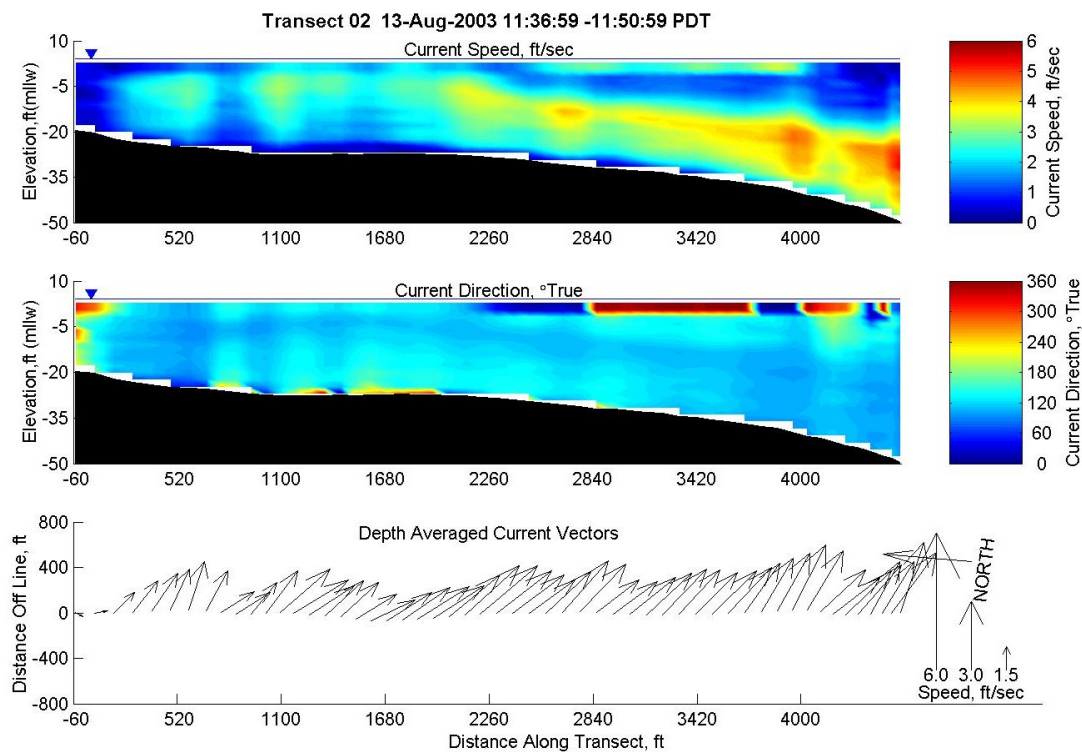 Transect 02 13-Aug-2003 11:36:59 -11:50:59 PDT
Current Speed, ft/sec
10
-5
-20
-35
-50
Elevation,ft(mllw)
-60 520 1100 1680 2260 2840 3420 4000
6
5
4
3
2
1
0
Current Speed, ft/sec
Current Direction, °True
10
-5
-20
-35
-50
Elevation,ft (mllw)
-60 520 1100 1680 2260 2840 3420 4000
360
300
240
180
120
60
0
Current Direction, °True
Depth Averaged Current Vectors
800
400
0
-400
-800
Distance Off Line, ft
NORTH
6.0 3.0 1.5
Speed, ft/sec
-60 520 1100 1680 2260 2840 3420 4000
Distance Along Transect, ft